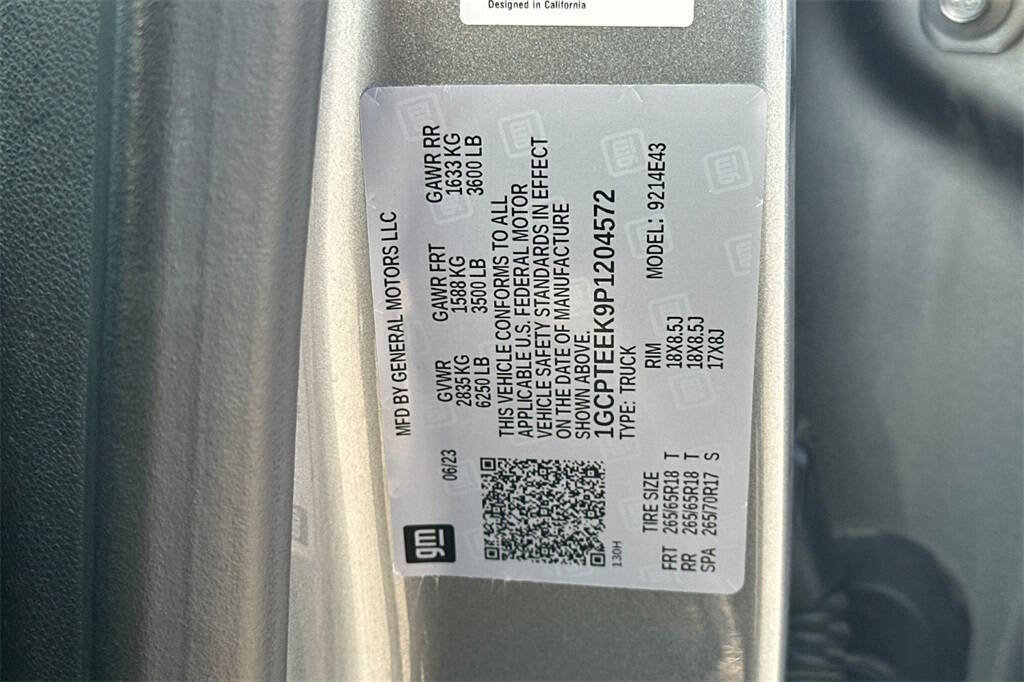 Designed in California
gm
06/23
MFD BY GENERAL MOTORS LLC
GVWR GAWR FRT GAWR RR
2835 KG 1588 KG 1633 KG
6250 LB 3500 LB 3600 LB
THIS VEHICLE CONFORMS TO ALL
APPLICABLE U.S. FEDERAL MOTOR
VEHICLE SAFETY STANDARDS IN EFFECT
ON THE DATE OF MANUFACTURE
SHOWN ABOVE.
1GCPTEEK9P1204572
130H
TYPE: TRUCK
TIRE SIZE RIM MODEL: 9214E43
FRT 265/65R18 T 18X8.5J
RR 265/65R18 T 18X8.5J
SPA 265/70R17 S 17X8J